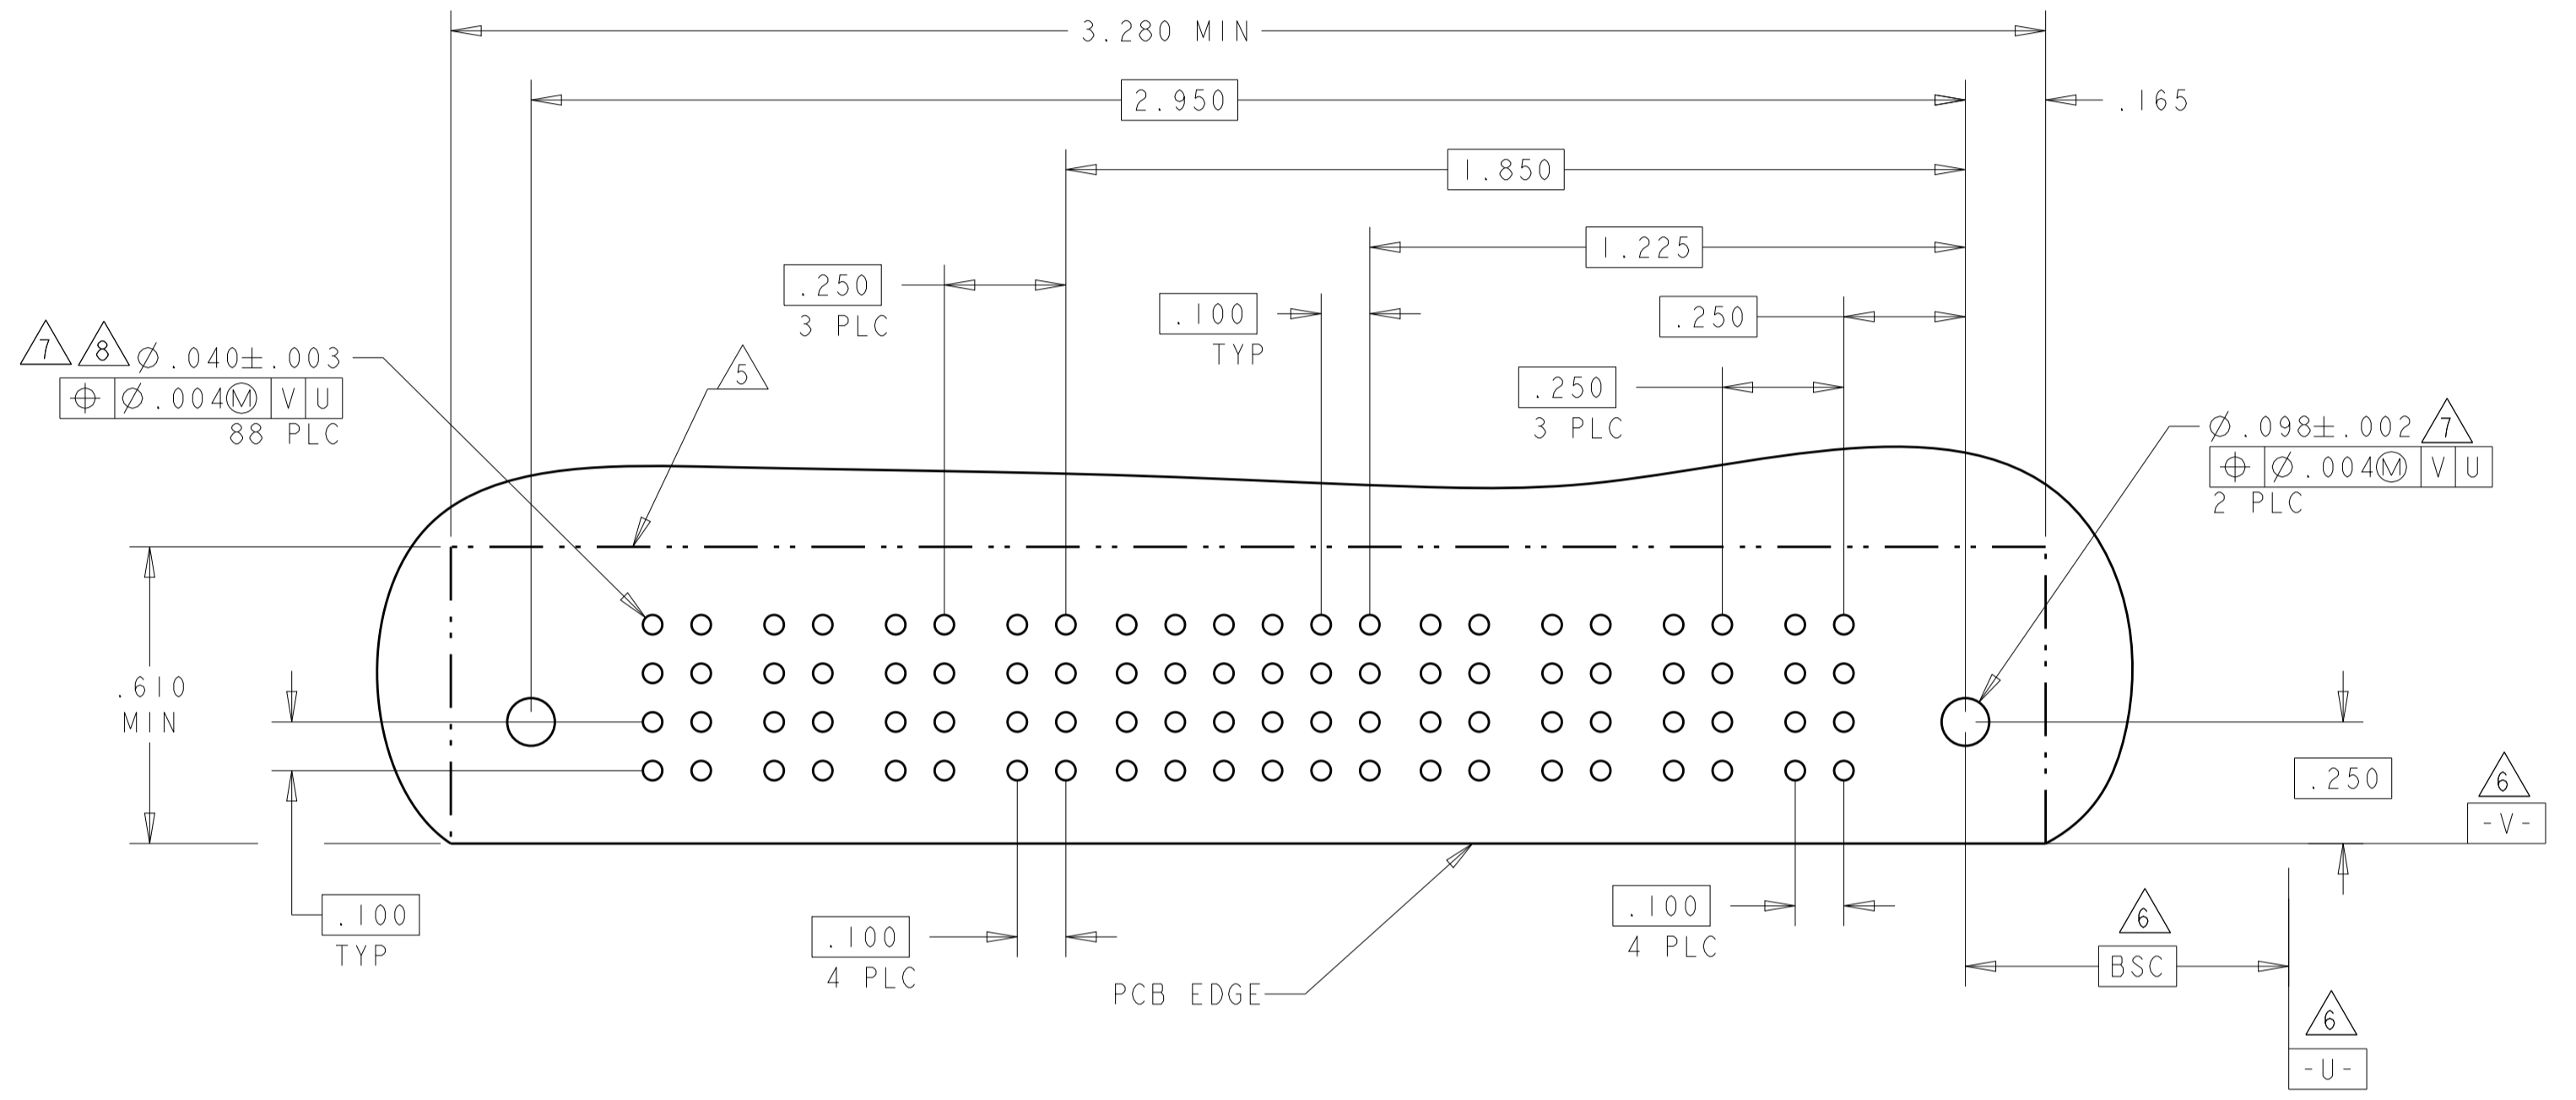 3.280 MIN
2.950
.165
1.850
1.225
.250
3 PLC
.100
TYP
.250
.250
3 PLC
7 8 Ø.040±.003
⌖ Ø.004Ⓜ V U
88 PLC
5
Ø.098±.002 7
⌖ Ø.004Ⓜ V U
2 PLC
.610
MIN
.250
6
-V-
.100
TYP
.100
4 PLC
.100
4 PLC
PCB EDGE
6
BSC
6
-U-